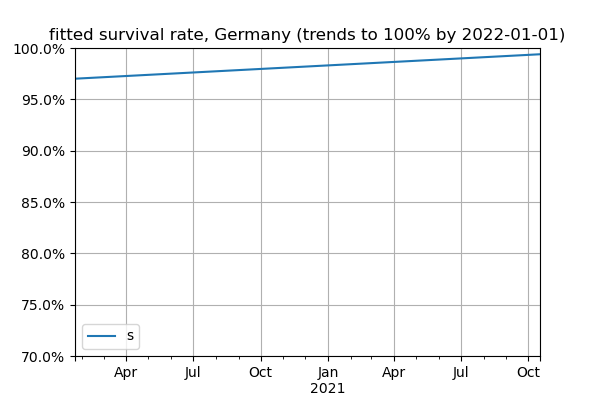 fitted survival rate, Germany (trends to 100% by 2022-01-01)
100.0%
95.0%
90.0%
85.0%
80.0%
75.0%
70.0%
s
Apr Jul Oct Jan Apr Jul Oct
2021